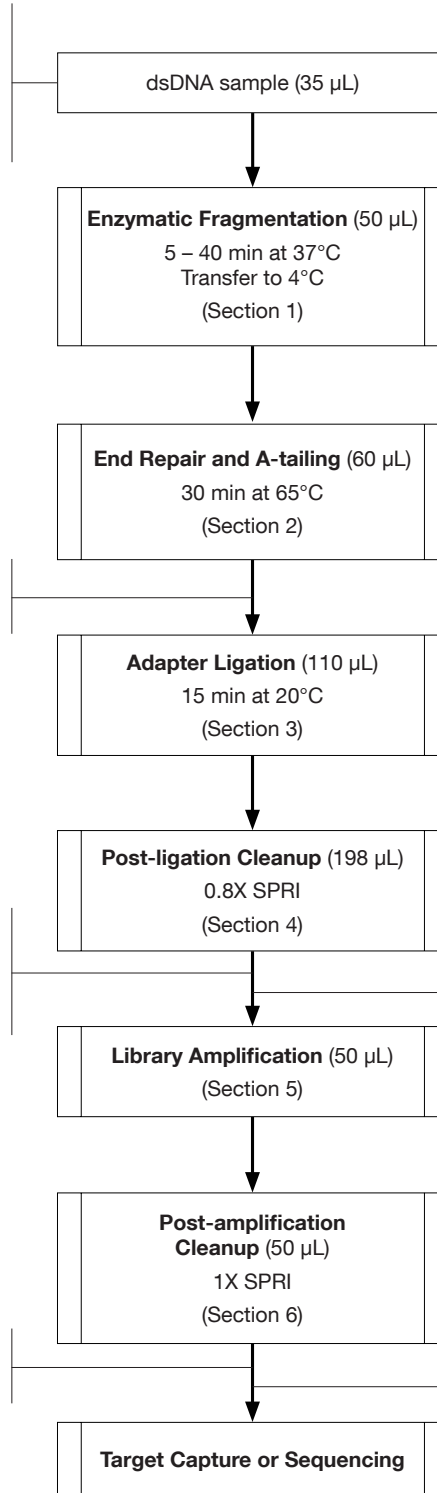 dsDNA sample (35 µL)
Enzymatic Fragmentation (50 µL)
5 – 40 min at 37°C
Transfer to 4°C
(Section 1)
End Repair and A-tailing (60 µL)
30 min at 65°C
(Section 2)
Adapter Ligation (110 µL)
15 min at 20°C
(Section 3)
Post-ligation Cleanup (198 µL)
0.8X SPRI
(Section 4)
Library Amplification (50 µL)
(Section 5)
Post-amplification
Cleanup (50 µL)
1X SPRI
(Section 6)
Target Capture or Sequencing